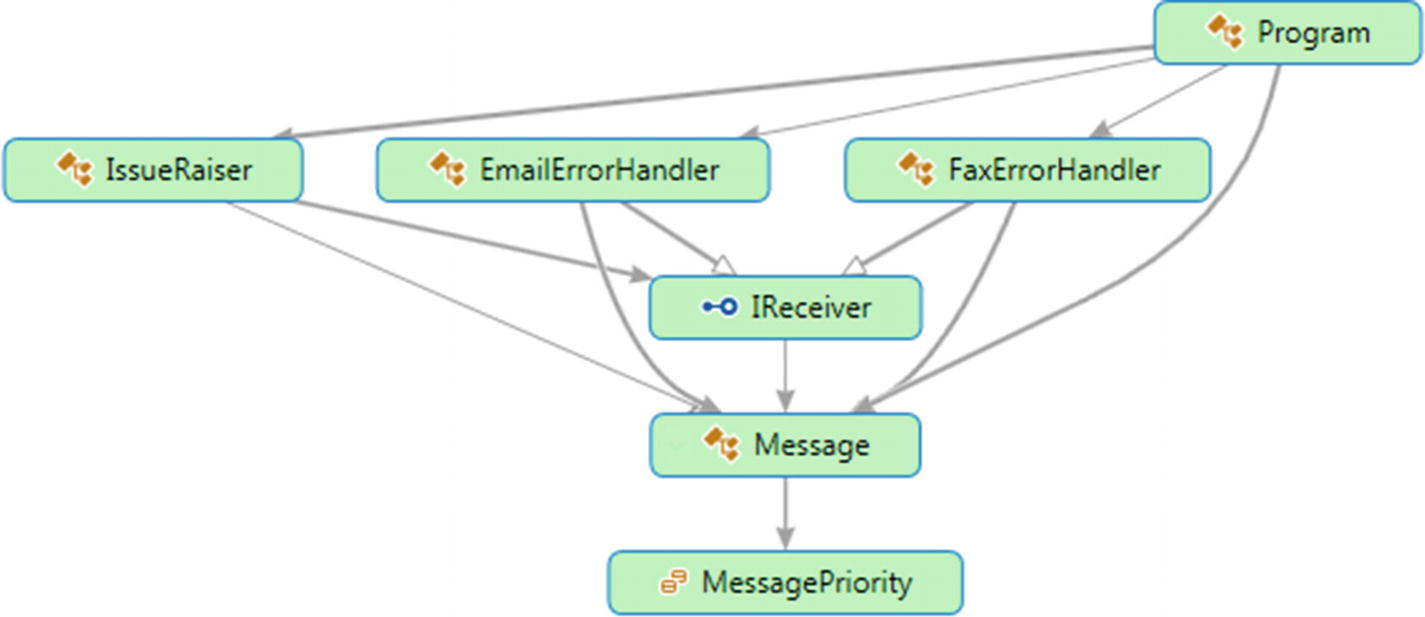 Program
IssueRaiser
EmailErrorHandler
FaxErrorHandler
IReceiver
Message
MessagePriority